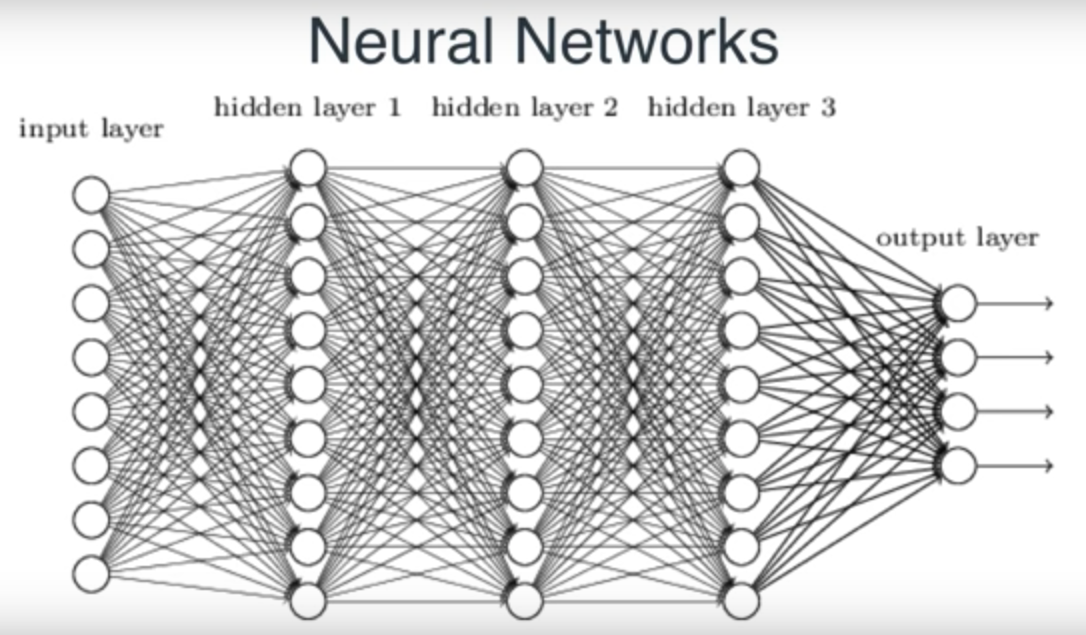 Neural Networks
hidden layer 1 hidden layer 2 hidden layer 3
input layer
output layer